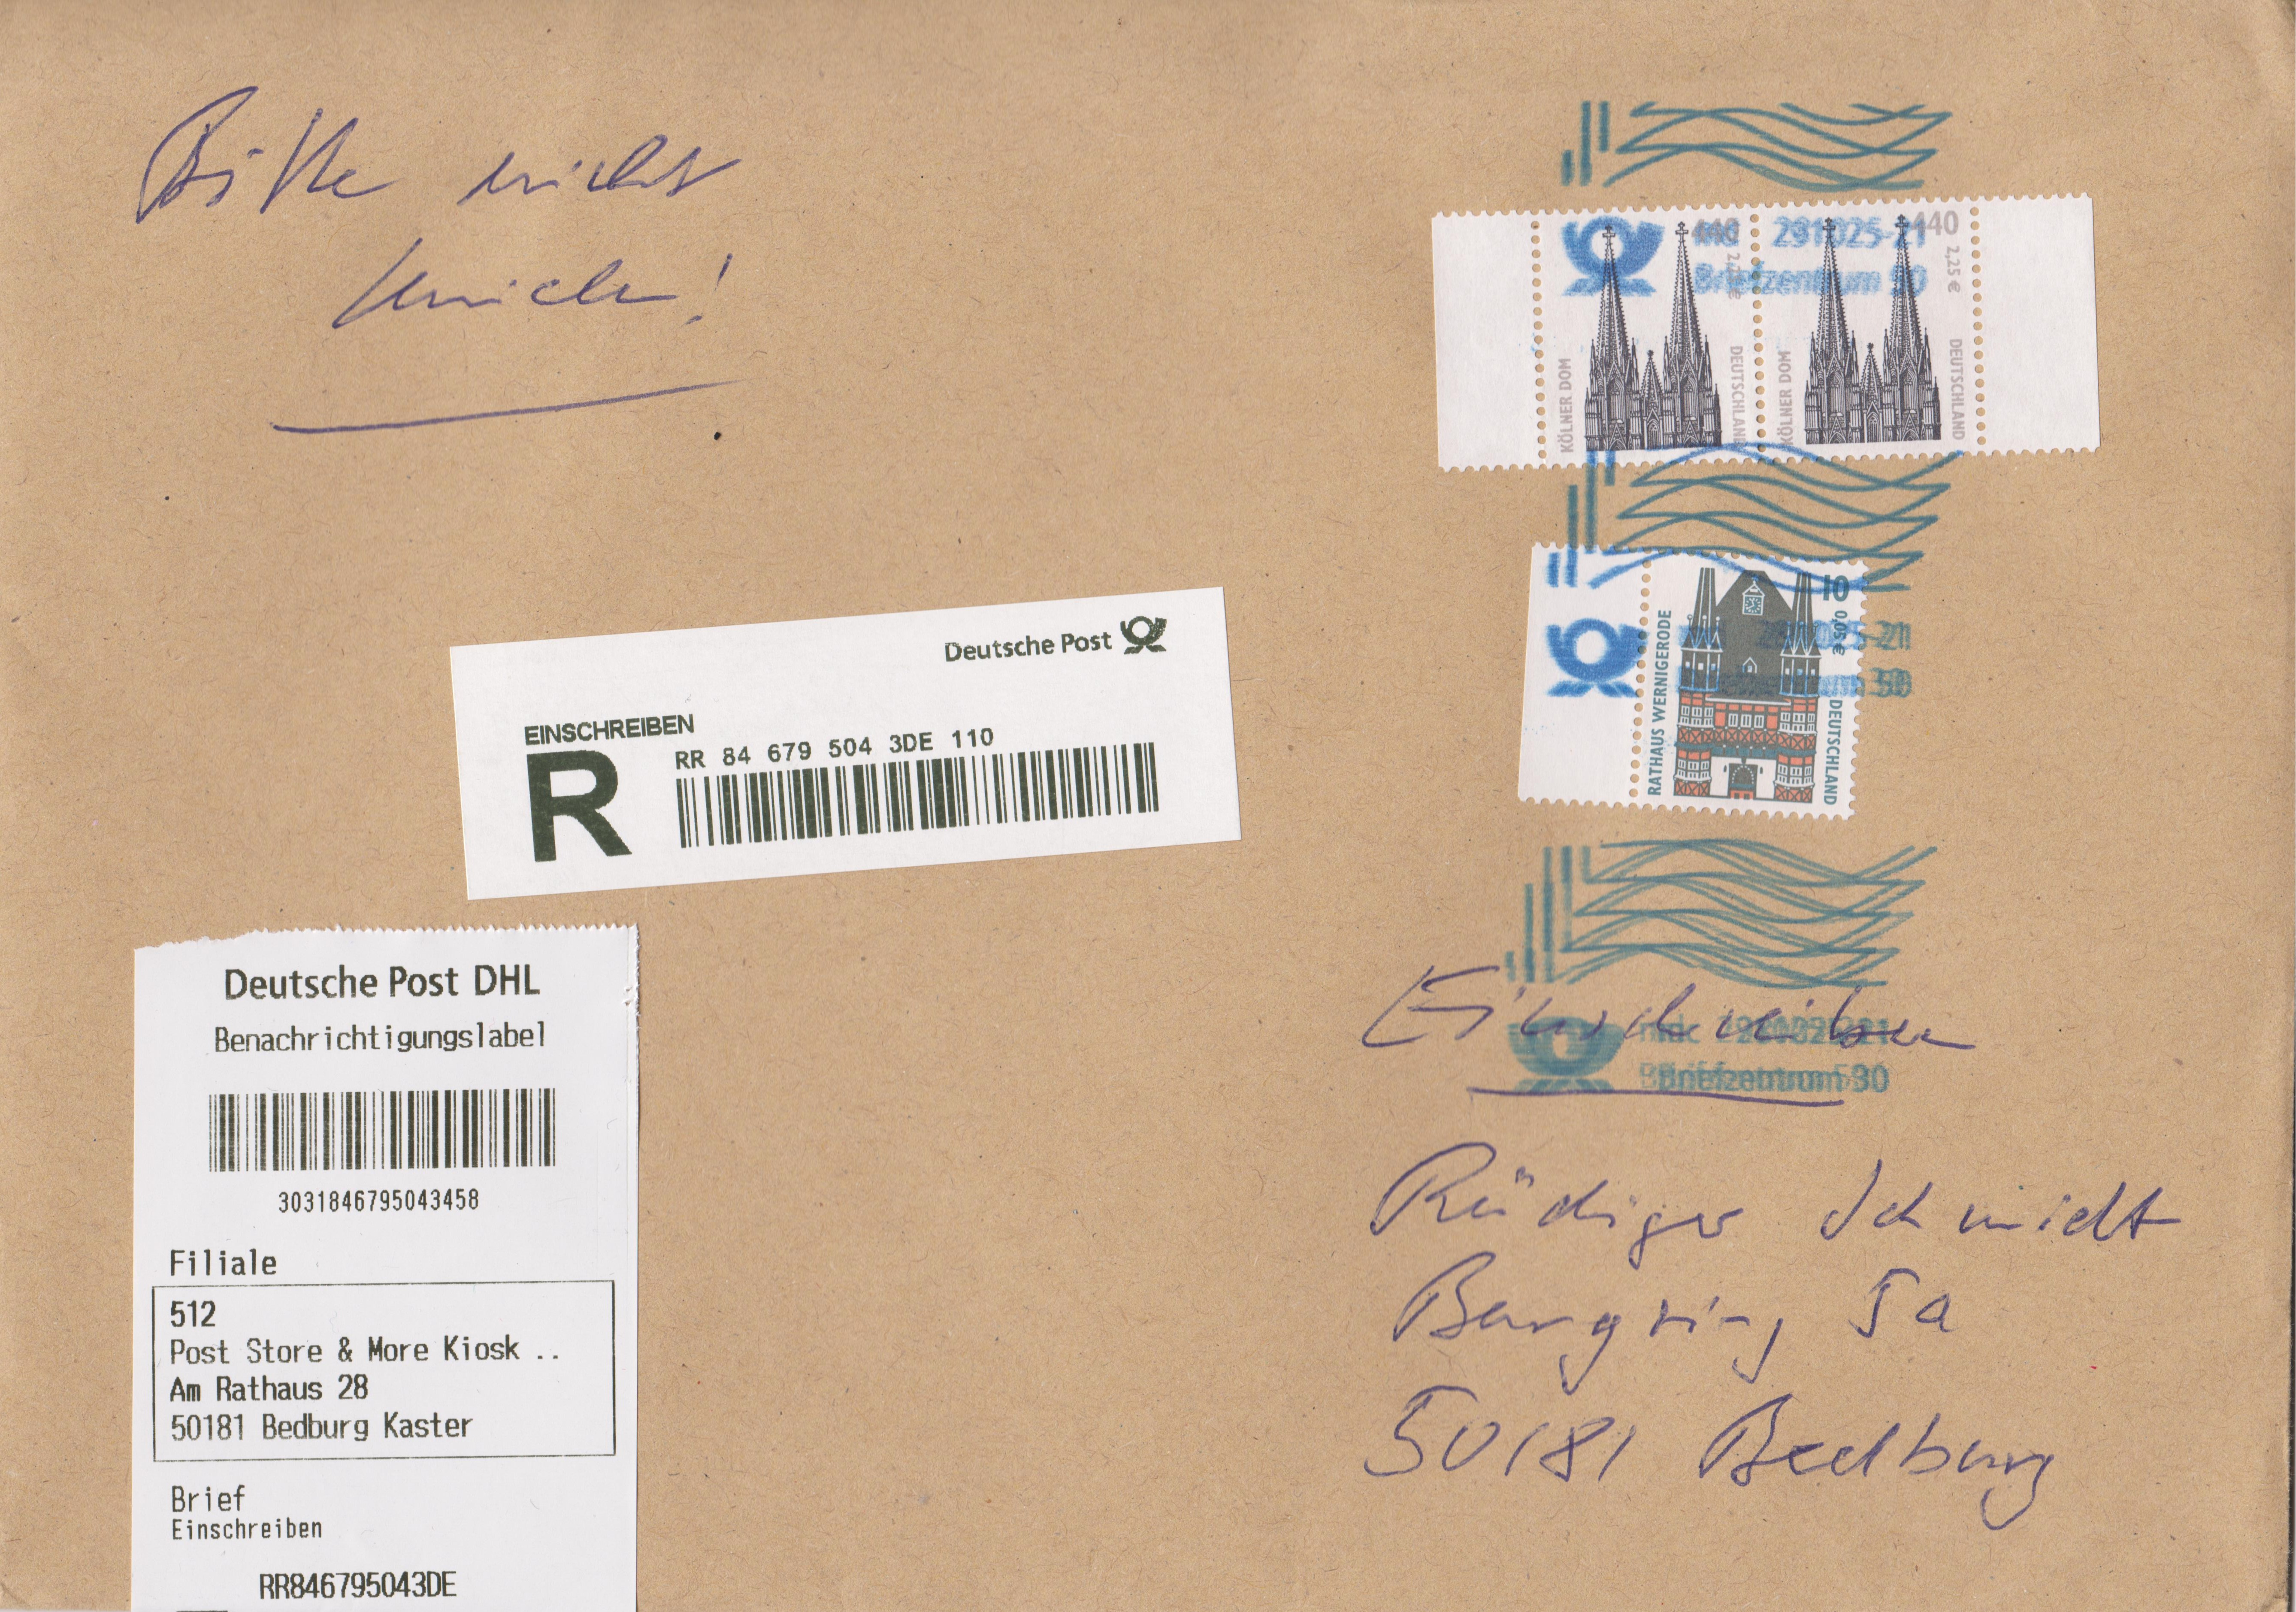 Bitte nicht
knicken!
440
2,25 €
KÖLNER DOM
DEUTSCHLAND
291025-21
Briefzentrum
440
2,25 €
KÖLNER DOM
DEUTSCHLAND
10
0,05 €
RATHAUS WERNIGERODE
DEUTSCHLAND
Deutsche Post
EINSCHREIBEN
R
RR 84 679 504 3DE 110
Einschreiben
Briefzentrum
Rüdiger Schmidt
Burgring 5a
50181 Bedburg
Deutsche Post DHL
Benachrichtigungslabel
3031846795043458
Filiale
512
Post Store & More Kiosk ..
Am Rathaus 28
50181 Bedburg Kaster
Brief
Einschreiben
RR846795043DE